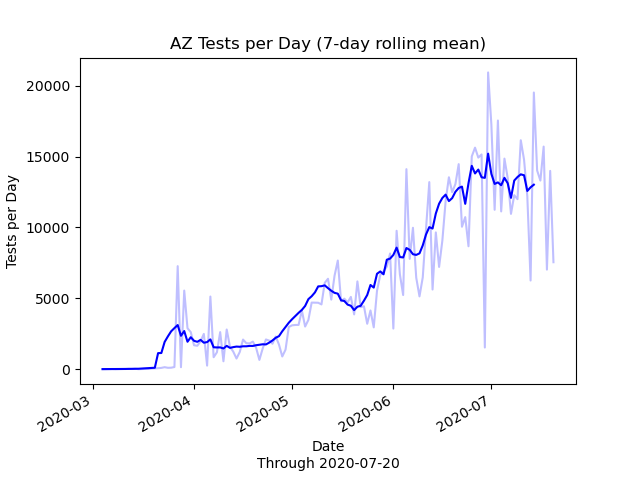 AZ Tests per Day (7-day rolling mean)
20000
15000
10000
5000
0
Tests per Day
2020-03
2020-04
2020-05
2020-06
2020-07
Date
Through 2020-07-20